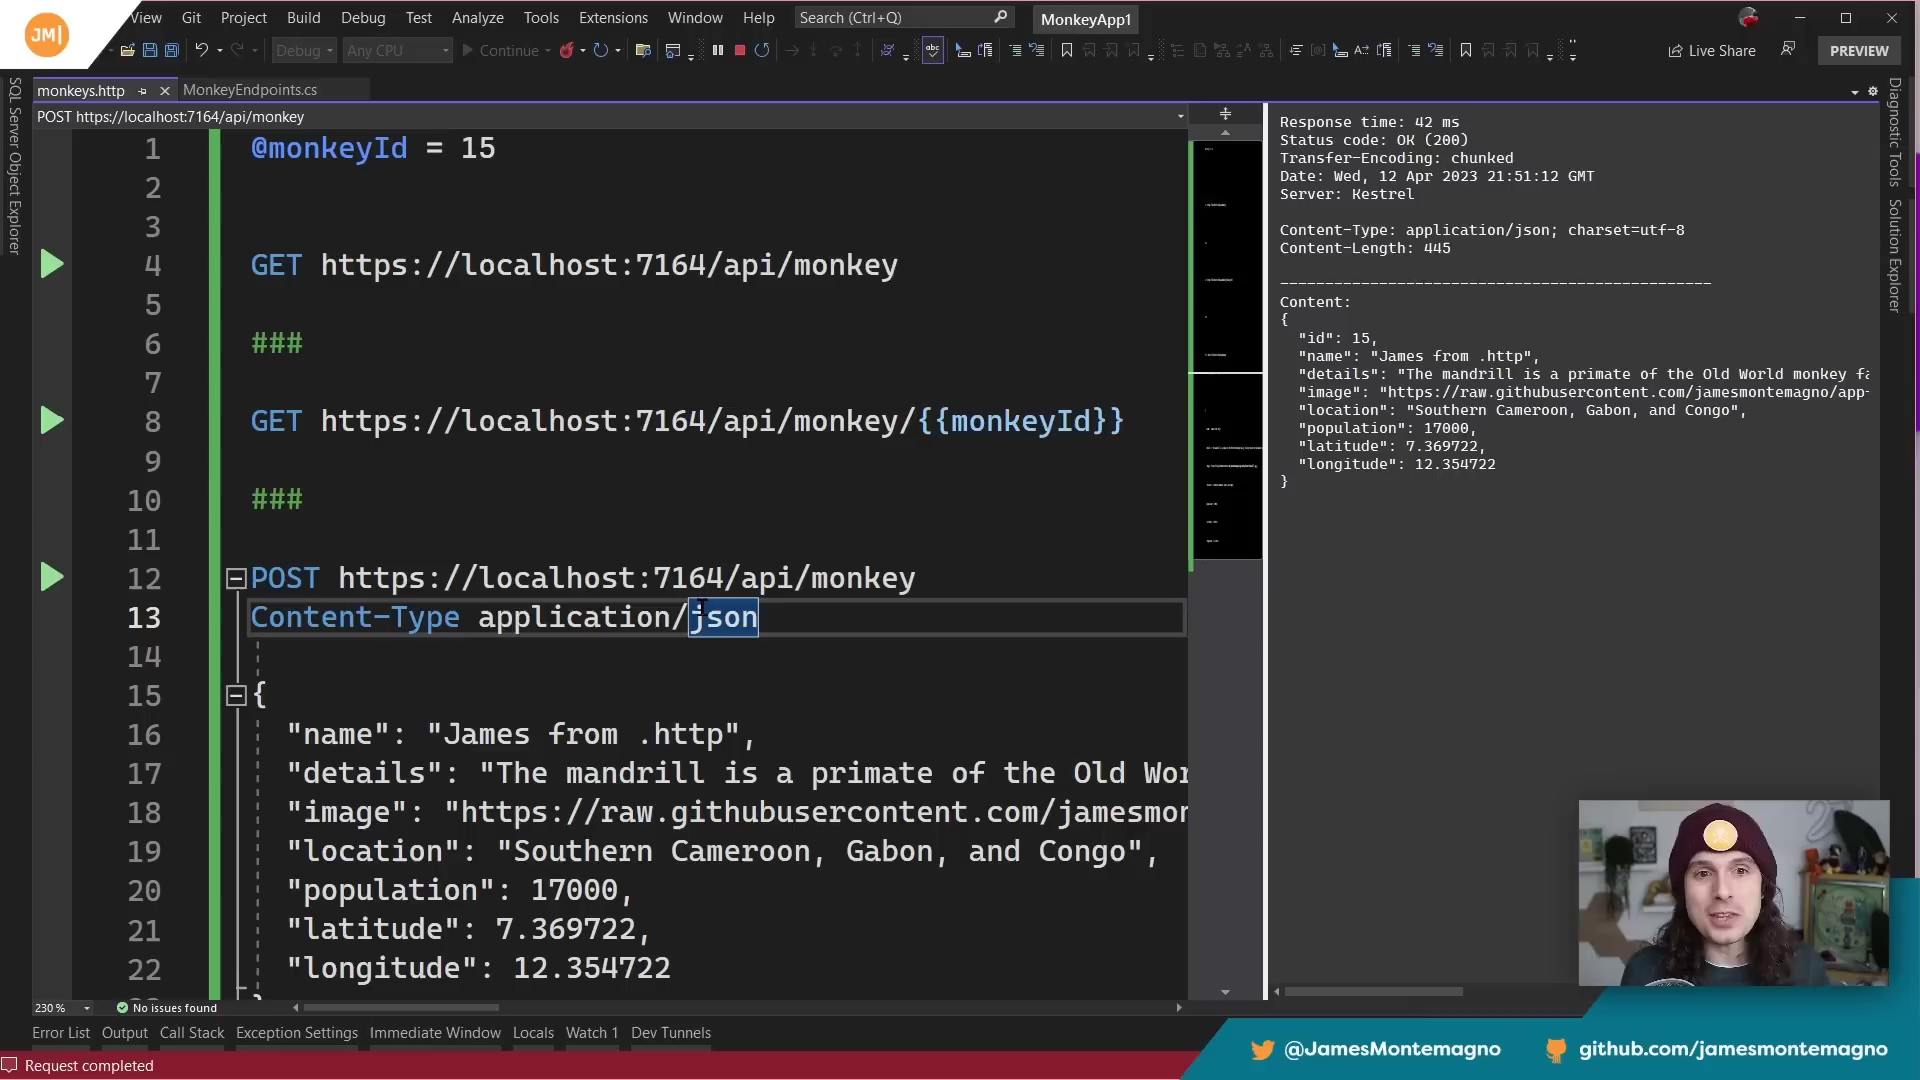 JM|
View Git Project Build Debug Test Analyze Tools Extensions Window Help Search (Ctrl+Q) MonkeyApp1
Debug Any CPU Continue abc Live Share PREVIEW
monkeys.http MonkeyEndpoints.cs
POST https://localhost:7164/api/monkey
SQL Server Object Explorer
1 @monkeyId = 15
2
3
4 GET https://localhost:7164/api/monkey
5
6 ###
7
8 GET https://localhost:7164/api/monkey/{{monkeyId}}
9
10 ###
11
12 POST https://localhost:7164/api/monkey
13 Content-Type application/json
14
15 {
16 "name": "James from .http",
17 "details": "The mandrill is a primate of the Old Wor
18 "image": "https://raw.githubusercontent.com/jamesmon
19 "location": "Southern Cameroon, Gabon, and Congo",
20 "population": 17000,
21 "latitude": 7.369722,
22 "longitude": 12.354722
Response time: 42 ms
Status code: OK (200)
Transfer-Encoding: chunked
Date: Wed, 12 Apr 2023 21:51:12 GMT
Server: Kestrel
Content-Type: application/json; charset=utf-8
Content-Length: 445
------------------------------------------------
Content:
{
"id": 15,
"name": "James from .http",
"details": "The mandrill is a primate of the Old World monkey fa
"image": "https://raw.githubusercontent.com/jamesmontemagno/app-
"location": "Southern Cameroon, Gabon, and Congo",
"population": 17000,
"latitude": 7.369722,
"longitude": 12.354722
}
Diagnostic Tools
Solution Explorer
230 % No issues found
Error List Output Call Stack Exception Settings Immediate Window Locals Watch 1 Dev Tunnels
Request completed
@JamesMontemagno github.com/jamesmontemagno